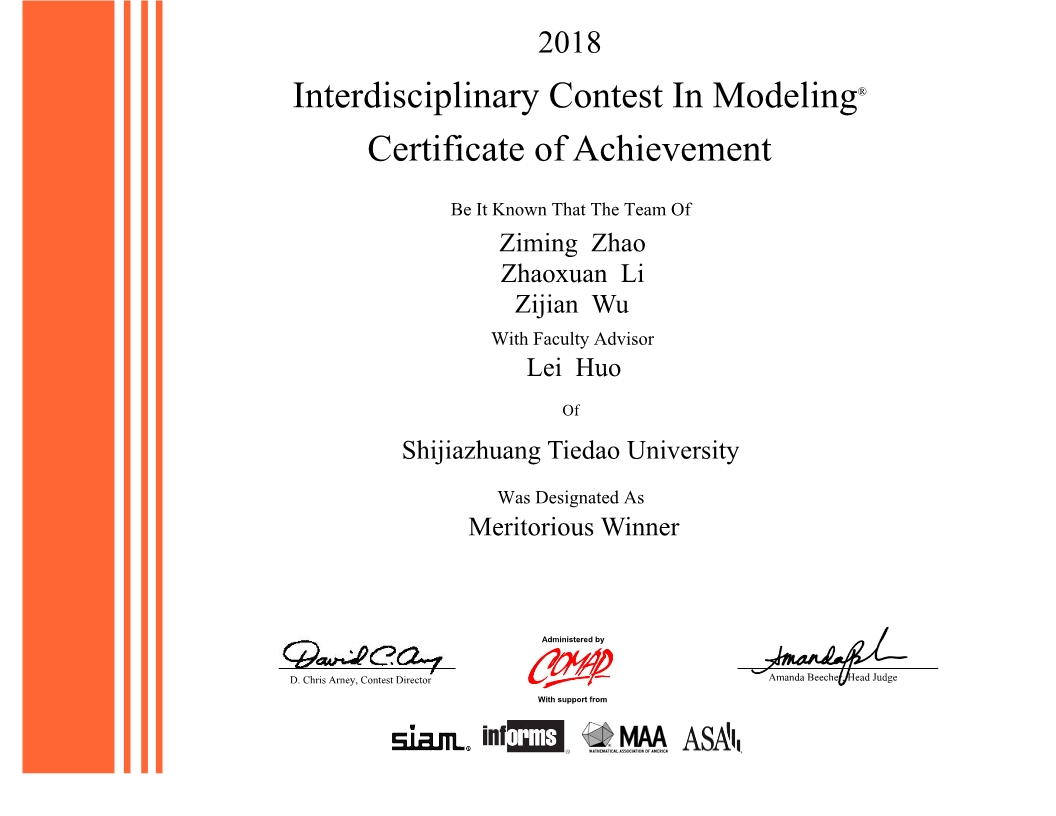 2018
Interdisciplinary Contest In Modeling®
Certificate of Achievement
Be It Known That The Team Of
Ziming Zhao
Zhaoxuan Li
Zijian Wu
With Faculty Advisor
Lei Huo
Of
Shijiazhuang Tiedao University
Was Designated As
Meritorious Winner
David C. Arney
D. Chris Arney, Contest Director
Administered by
COMAP
With support from
Amanda Beecher, Head Judge
siam®
informs®
MAA
MATHEMATICAL ASSOCIATION OF AMERICA
ASA